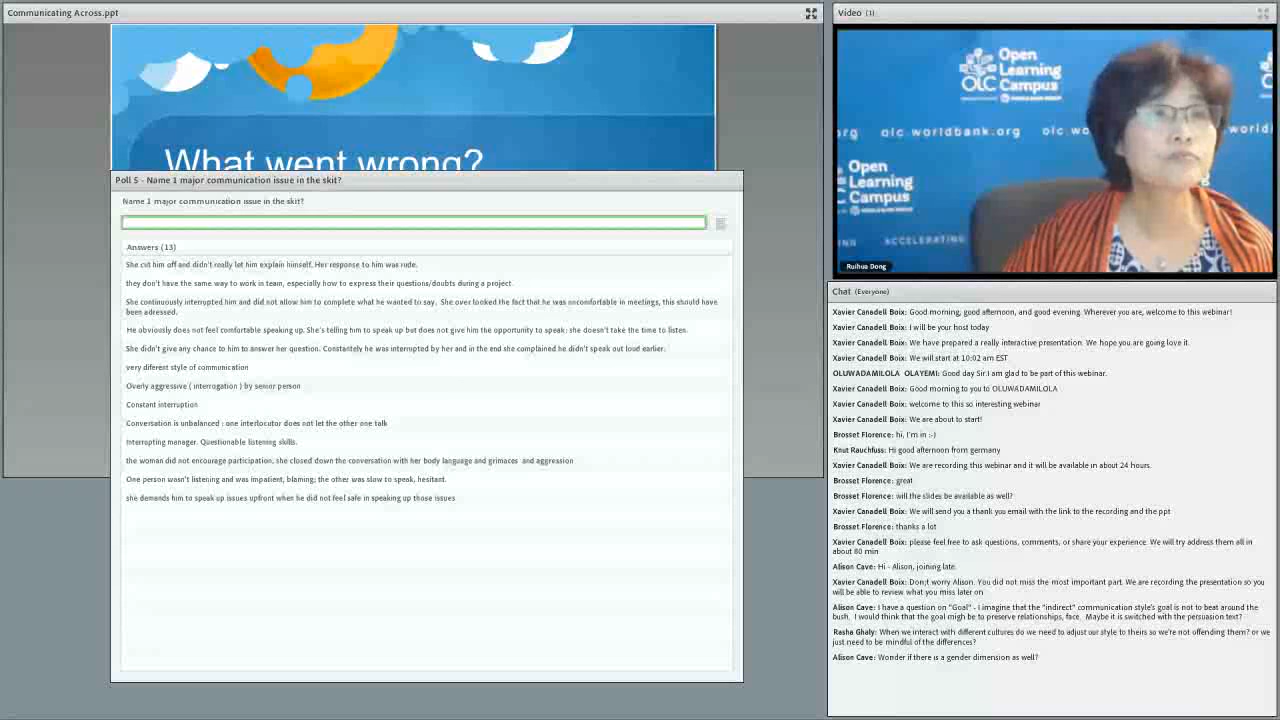 Communicating Across.ppt
What went wrong?
Poll 5 - Name 1 major communication issue in the skit?
Name 1 major communication issue in the skit?
Answers (13)
She cut him off and didn't really let him explain himself. Her response to him was rude.
they don't have the same way to work in team, especially how to express their questions/doubts during a project.
She continuously interrupted him and did not allow him to complete what he wanted to say.  She over looked the fact that he was unconfortable in meetings, this should have
been adressed.
He obviously does not feel comfortable speaking up. She's telling him to speak up but does not give him the opportunity to speak: she doesn't take the time to listen.
She didn't give any chance to him to answer her question. Constantely he was interrupted by her and in the end she complained he didn't speak out loud earlier.
very diferent style of communication
Overly aggressive ( interrogation ) by senior person
Constant interruption
Conversation is unbalanced : one interlocutor does not let the other one talk
Interrupting manager. Questionable listening skills.
the woman did not encourage participation, she closed down the conversation with her body language and grimaces  and aggression
One person wasn't listening and was impatient, blaming; the other was slow to speak, hesitant.
she demands him to speak up issues upfront when he did not feel safe in speaking up those issues
Video (1)
Open
Learning
OLC Campus
.org
olc.worldbank.org
olc.wo
worldb
Open
Learning
Campus
ING
ACCELERATING
Ruihua Dong
Chat (Everyone)
Xavier Canadell Boix: Good morning, good afternoon, and good evening. Wherever you are, welcome to this webinar!
Xavier Canadell Boix: I will be your host today
Xavier Canadell Boix: We have prepared a really interactive presentation. We hope you are going love it.
Xavier Canadell Boix: We will start at 10:02 am EST
OLUWADAMILOLA  OLAYEMI: Good day Sir.I am glad to be part of this webinar.
Xavier Canadell Boix: Good morning to you to OLUWADAMILOLA
Xavier Canadell Boix: welcome to this so interesting webinar
Xavier Canadell Boix: We are about to start!
Brosset Florence: hi, I'm in :-)
Knut Rauchfuss: Hi good afternoon from germany
Xavier Canadell Boix: We are recording this webinar and it will be available in about 24 hours.
Brosset Florence: great
Brosset Florence: will the slides be available as well?
Xavier Canadell Boix: We will send you a thank you email with the link to the recording and the ppt
Brosset Florence: thanks a lot
Xavier Canadell Boix: please feel free to ask questions, comments, or share your experience. We will try address them all in
about 80 min
Alison Cave: Hi - Alison, joining late.
Xavier Canadell Boix: Don;t worry Alison. You did not miss the most important part. We are recording the presentation so you
will be able to review what you miss later on
Alison Cave: I have a question on "Goal" - I imagine that the "indirect" communication style's goal is not to beat around the
bush.  I would think that the goal migh be to preserve relationships, face.  Maybe it is switched with the persuasion text?
Rasha Ghaly: When we interact with different cultures do we need to adjust our style to theirs so we're not offending them? or we
just need to be mindful of the differences?
Alison Cave: Wonder if there is a gender dimension as well?